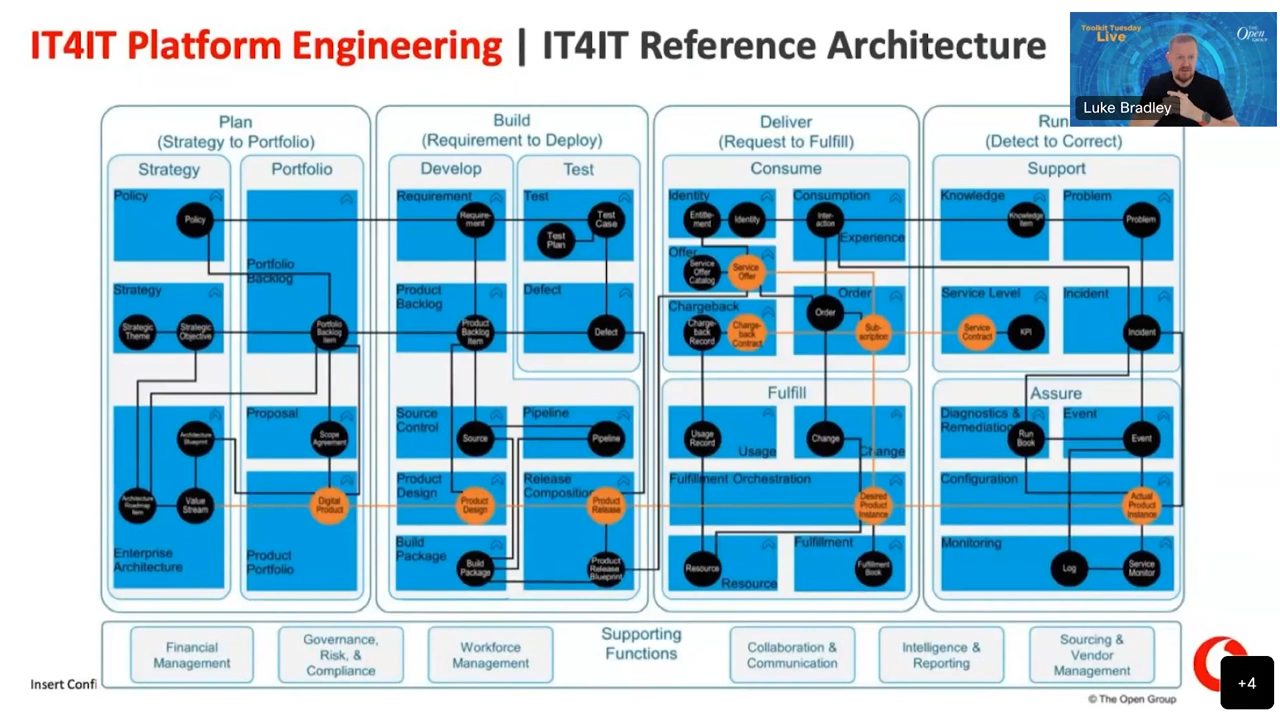 IT4IT Platform Engineering | IT4IT Reference Architecture
Toolkit Tuesday
Live
THE
Open
GROUP
Luke Bradley
Plan
(Strategy to Portfolio)
Build
(Requirement to Deploy)
Deliver
(Request to Fulfill)
Run
(Detect to Correct)
Strategy
Portfolio
Develop
Test
Consume
Support
Policy
Policy
Portfolio
Backlog
Strategy
Strategic
Theme
Strategic
Objective
Portfolio
Backlog
Item
Proposal
Architecture
Blueprint
Scope
Agreement
Architecture
Roadmap
Item
Value
Stream
Digital
Product
Enterprise
Architecture
Product
Portfolio
Requirement
Require-
ment
Test
Test
Plan
Test
Case
Product
Backlog
Product
Backlog
Item
Defect
Defect
Source
Control
Source
Pipeline
Pipeline
Product
Design
Product
Design
Release
Composition
Product
Release
Build
Package
Build
Package
Product
Release
Blueprint
Identity
Entitle-
ment
Identity
Consumption
Inter-
action
Experience
Offer
Service
Offer
Catalog
Service
Offer
Order
Order
Chargeback
Charge-
back
Record
Charge-
back
Contract
Sub-
scription
Fulfill
Usage
Record
Usage
Change
Change
Fulfillment Orchestration
Desired
Product
Instance
Resource
Resource
Fulfillment
Fulfillment
Book
Knowledge
Knowledge
Item
Problem
Problem
Service Level
Service
Contract
KPI
Incident
Incident
Assure
Diagnostics &
Remediation
Run
Book
Event
Event
Configuration
Actual
Product
Instance
Monitoring
Log
Service
Monitor
Financial
Management
Governance,
Risk, &
Compliance
Workforce
Management
Supporting
Functions
Collaboration &
Communication
Intelligence &
Reporting
Sourcing &
Vendor
Management
Insert Confi
© The Open Group
+4